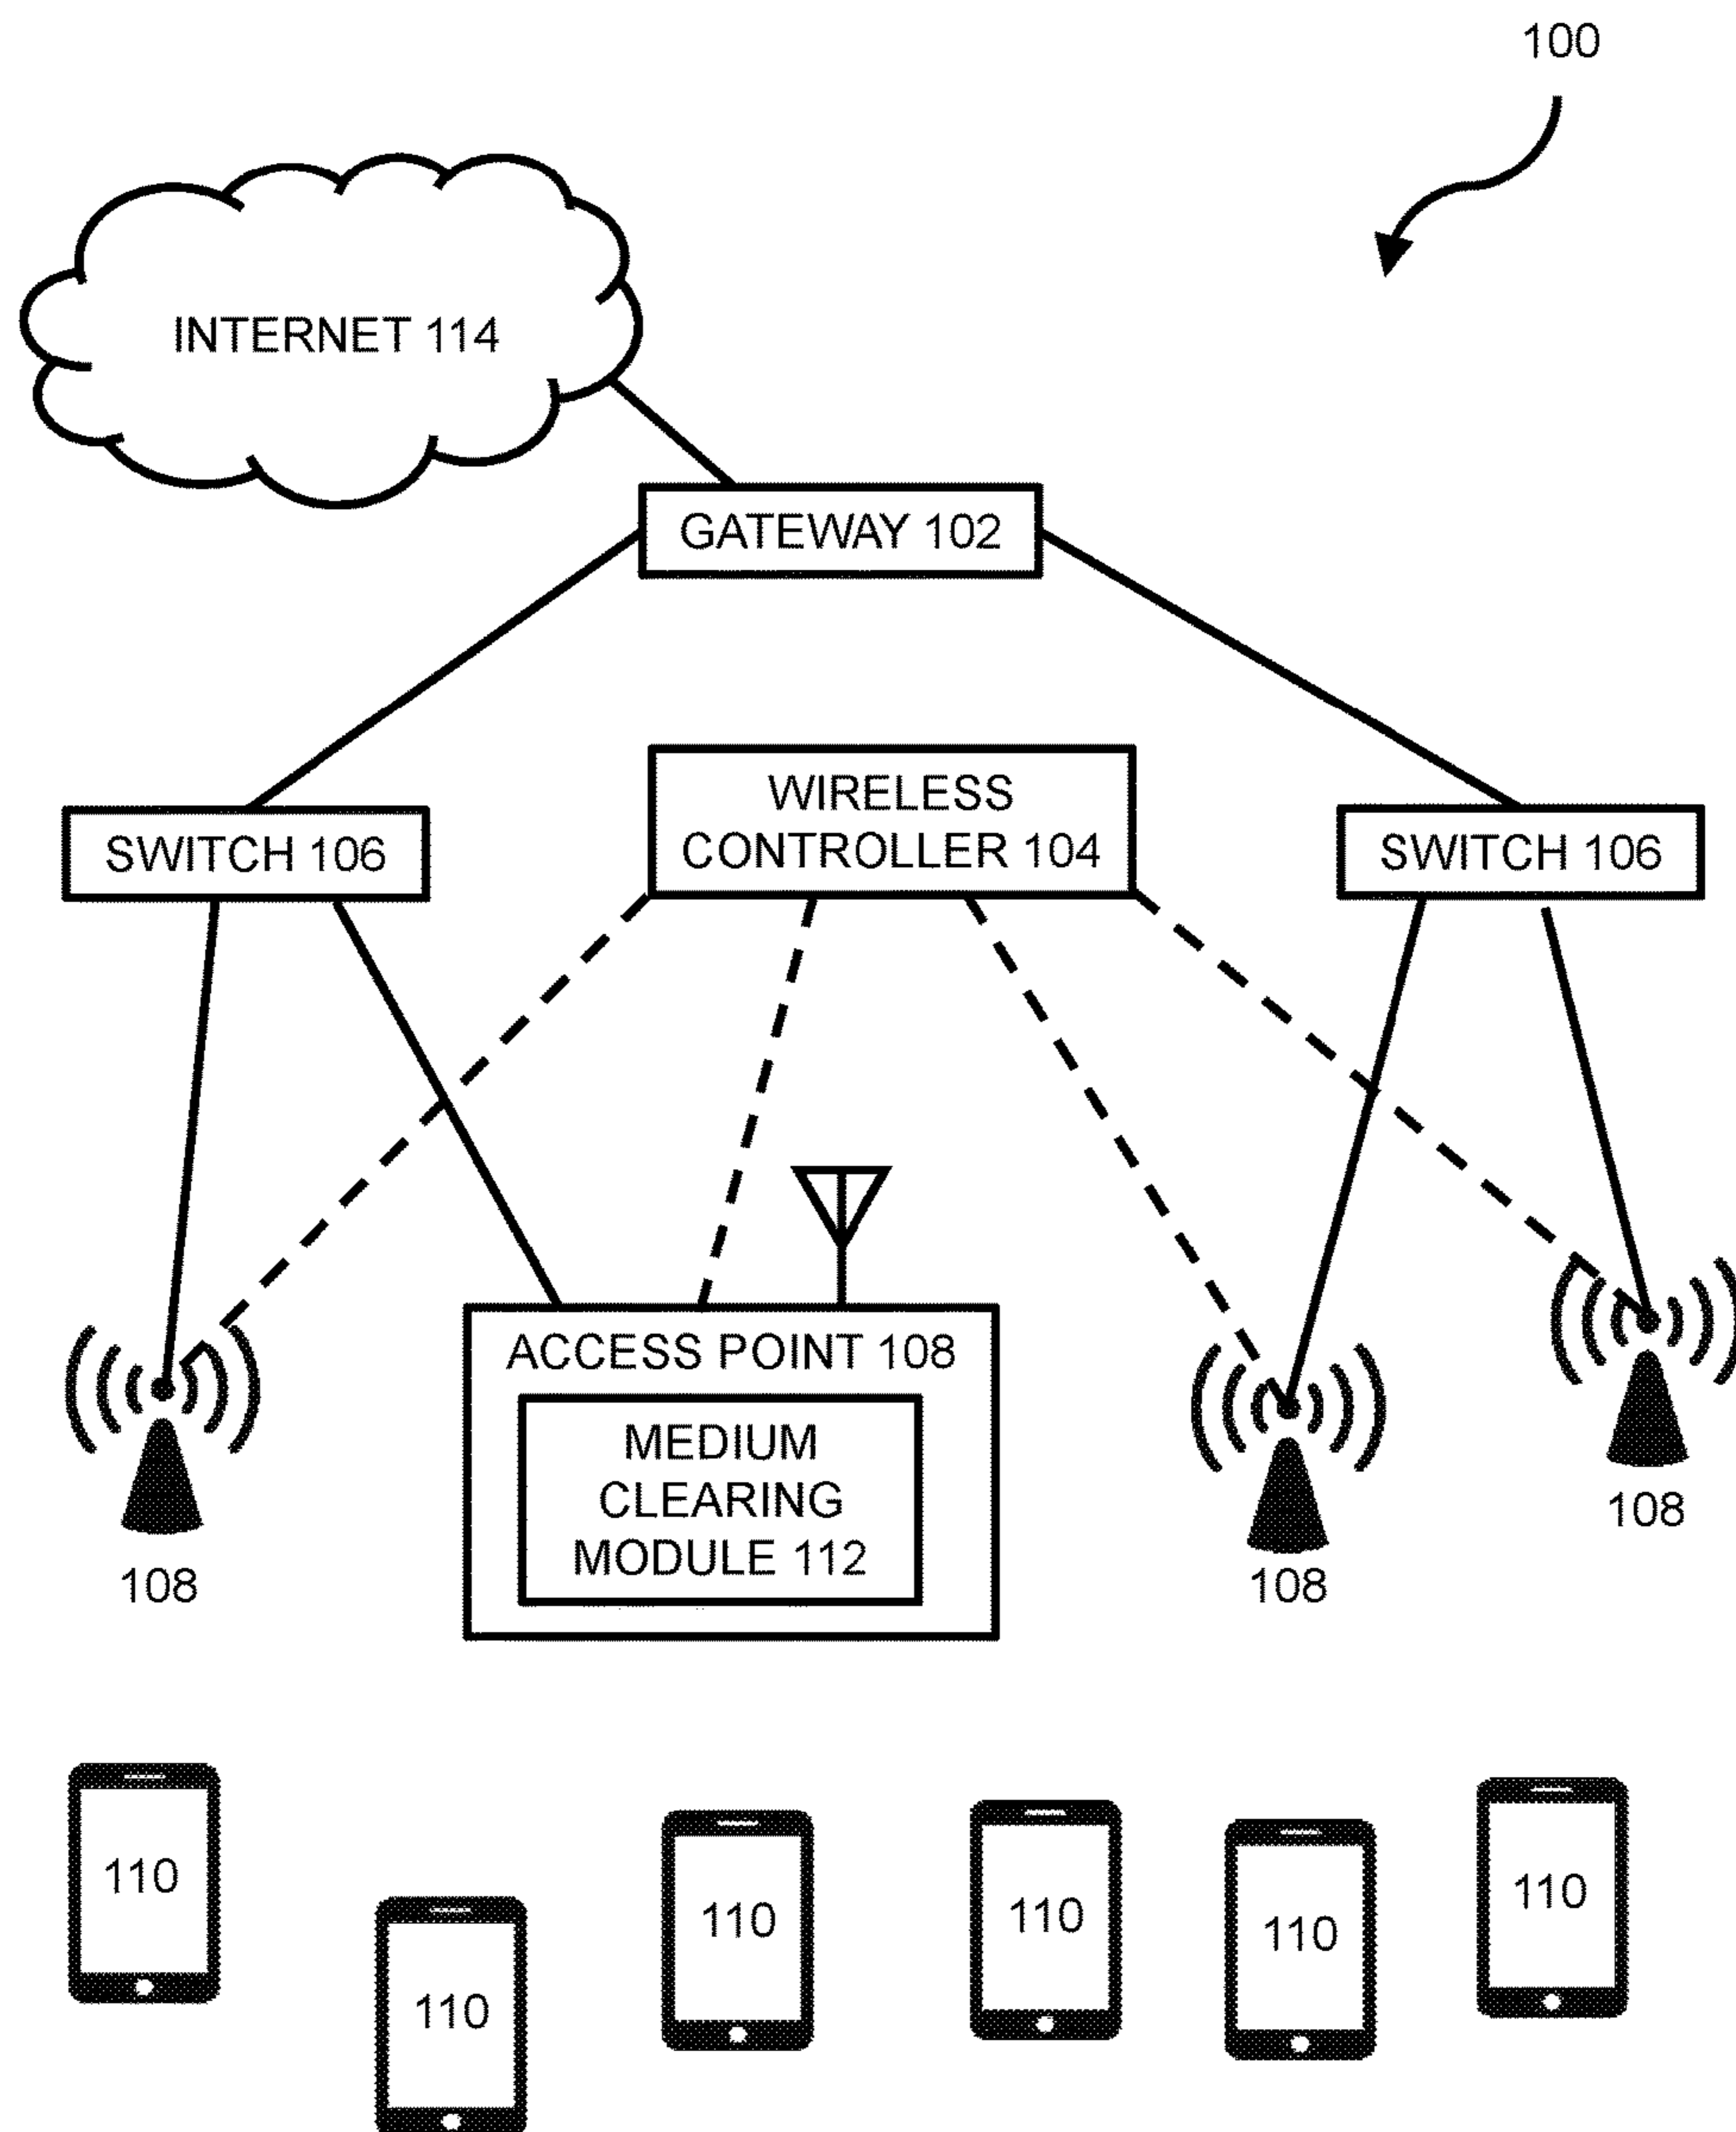 100
INTERNET 114
GATEWAY 102
SWITCH 106
WIRELESS
CONTROLLER 104
SWITCH 106
ACCESS POINT 108
MEDIUM
CLEARING
MODULE 112
108
108
108
110
110
110
110
110
110